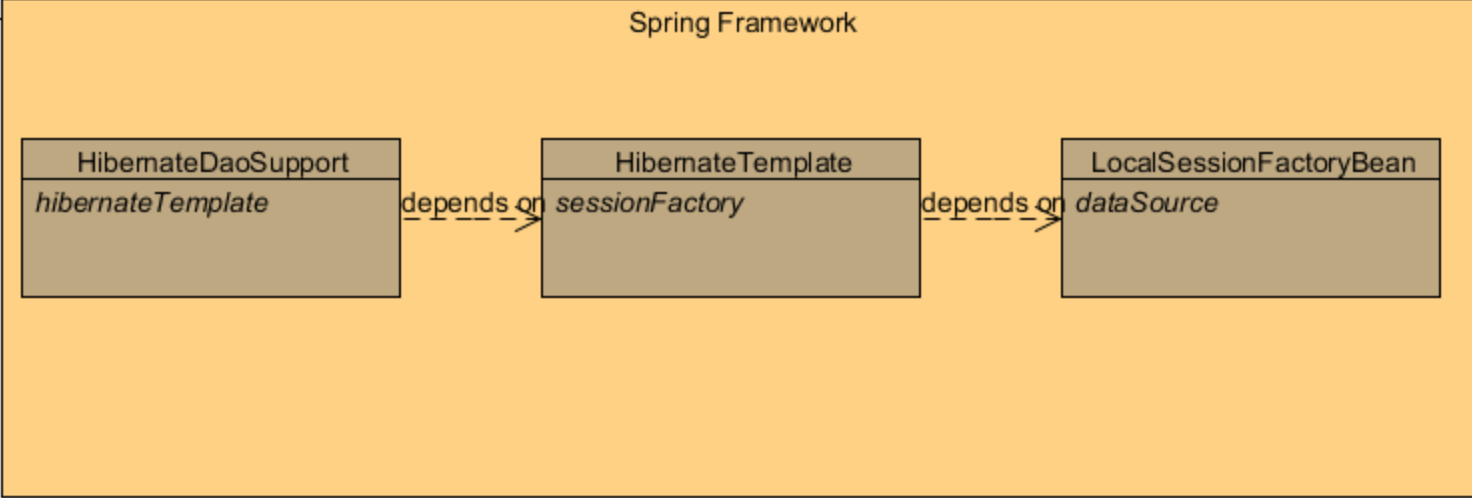 Spring Framework
HibernateDaoSupport
hibernateTemplate
depends on
HibernateTemplate
sessionFactory
depends on
LocalSessionFactoryBean
dataSource